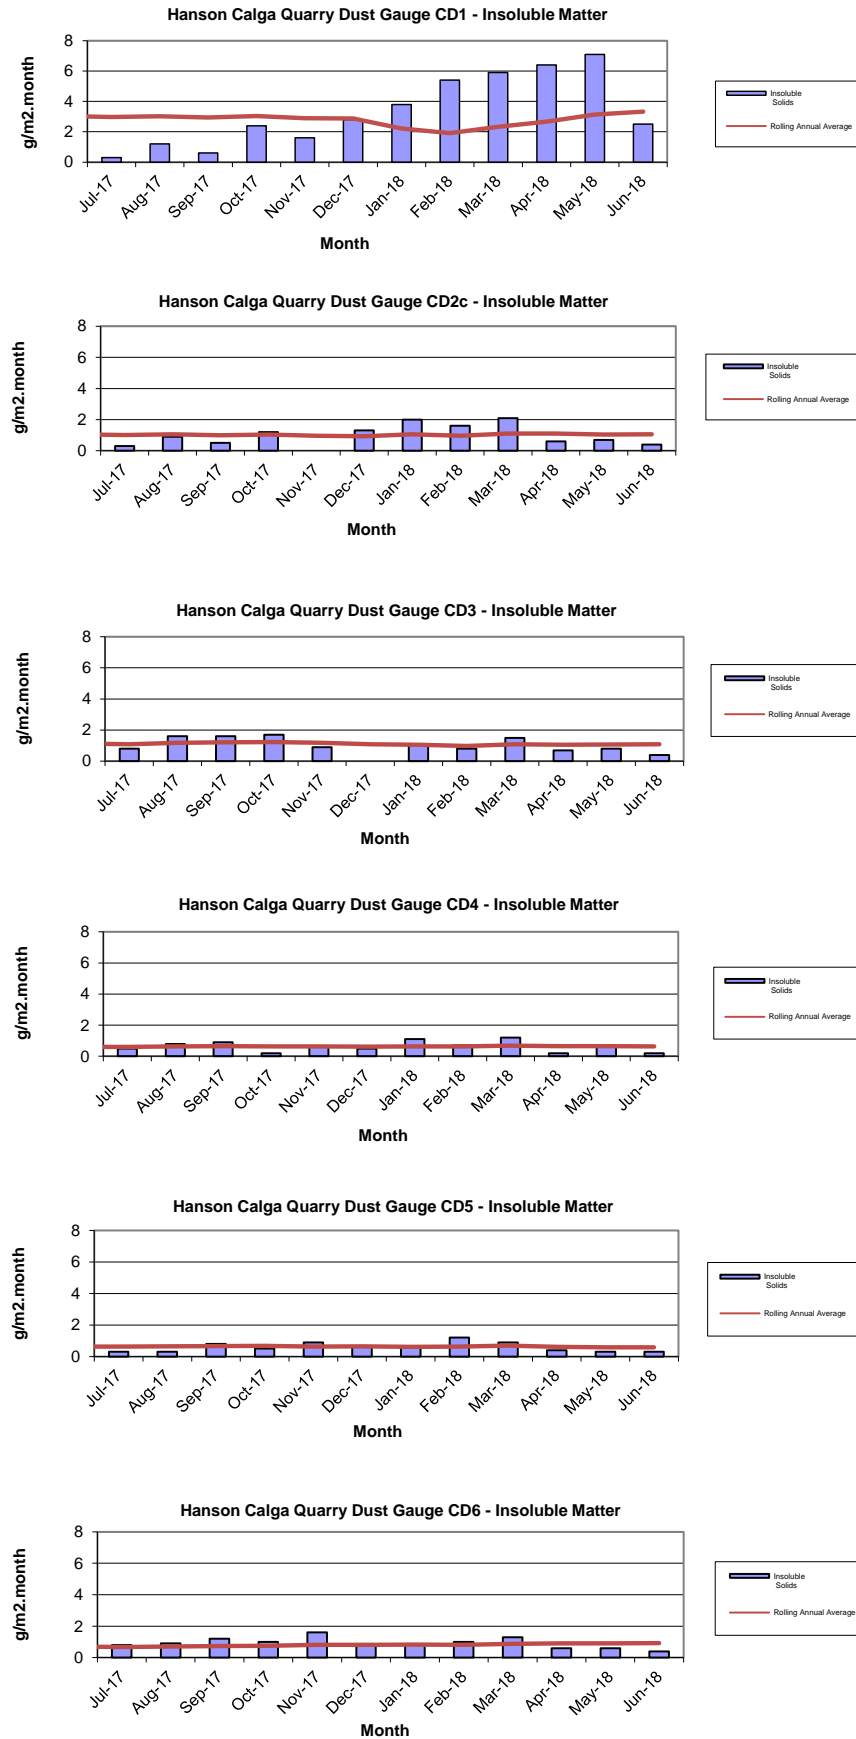 Hanson Calga Quarry Dust Gauge CD1 - Insoluble Matter
8
6
4
2
0
g/m2.month
Jul-17
Aug-17
Sep-17
Oct-17
Nov-17
Dec-17
Jan-18
Feb-18
Mar-18
Apr-18
May-18
Jun-18
Month
Insoluble
Solids
Rolling Annual Average
Hanson Calga Quarry Dust Gauge CD2c - Insoluble Matter
8
6
4
2
0
g/m2.month
Jul-17
Aug-17
Sep-17
Oct-17
Nov-17
Dec-17
Jan-18
Feb-18
Mar-18
Apr-18
May-18
Jun-18
Month
Insoluble
Solids
Rolling Annual Average
Hanson Calga Quarry Dust Gauge CD3 - Insoluble Matter
8
6
4
2
0
g/m2.month
Jul-17
Aug-17
Sep-17
Oct-17
Nov-17
Dec-17
Jan-18
Feb-18
Mar-18
Apr-18
May-18
Jun-18
Month
Insoluble
Solids
Rolling Annual Average
Hanson Calga Quarry Dust Gauge CD4 - Insoluble Matter
8
6
4
2
0
g/m2.month
Jul-17
Aug-17
Sep-17
Oct-17
Nov-17
Dec-17
Jan-18
Feb-18
Mar-18
Apr-18
May-18
Jun-18
Month
Insoluble
Solids
Rolling Annual Average
Hanson Calga Quarry Dust Gauge CD5 - Insoluble Matter
8
6
4
2
0
g/m2.month
Jul-17
Aug-17
Sep-17
Oct-17
Nov-17
Dec-17
Jan-18
Feb-18
Mar-18
Apr-18
May-18
Jun-18
Month
Insoluble
Solids
Rolling Annual Average
Hanson Calga Quarry Dust Gauge CD6 - Insoluble Matter
8
6
4
2
0
g/m2.month
Jul-17
Aug-17
Sep-17
Oct-17
Nov-17
Dec-17
Jan-18
Feb-18
Mar-18
Apr-18
May-18
Jun-18
Month
Insoluble
Solids
Rolling Annual Average